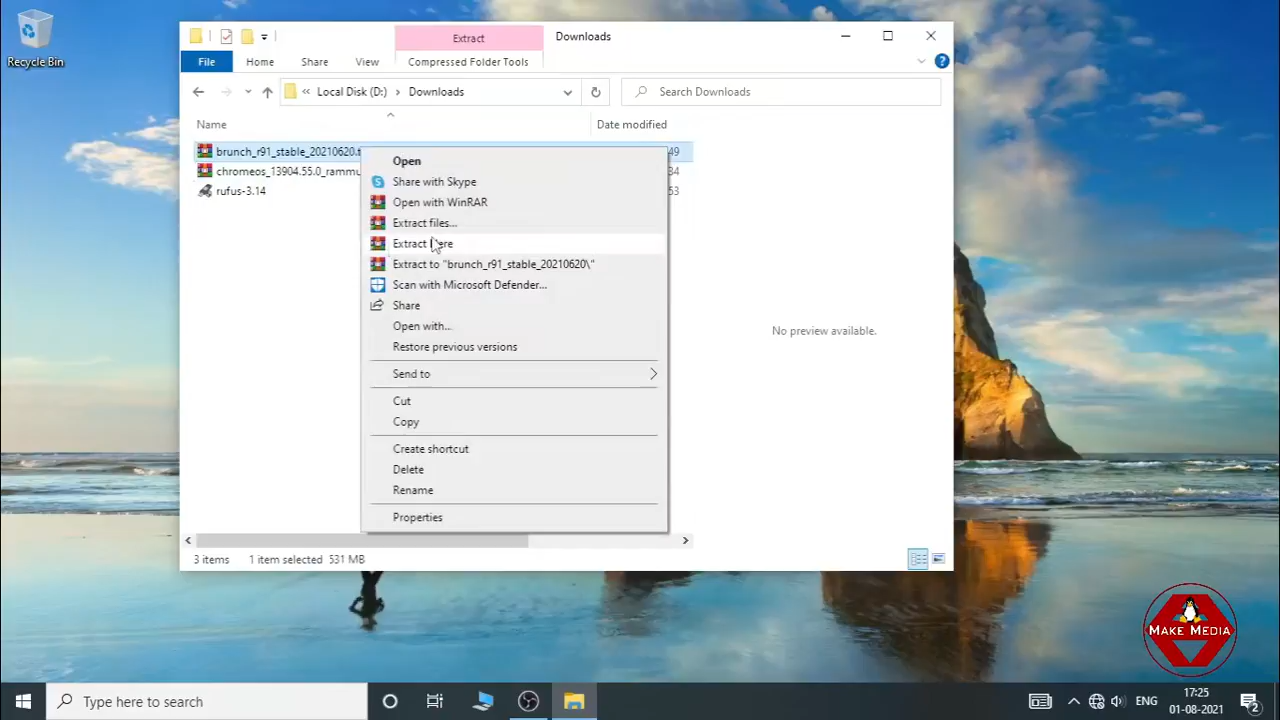 Recycle Bin
Extract
Downloads
File
Home
Share
View
Compressed Folder Tools
« Local Disk (D:) > Downloads
Search Downloads
Name
Date modified
brunch_r91_stable_20210620.t
49
chromeos_13904.55.0_rammu
34
rufus-3.14
53
Open
Share with Skype
Open with WinRAR
Extract files...
Extract here
Extract to "brunch_r91_stable_20210620\"
Scan with Microsoft Defender...
Share
Open with...
Restore previous versions
Send to
Cut
Copy
Create shortcut
Delete
Rename
Properties
No preview available.
3 items
1 item selected 531 MB
MAKE MEDIA
Type here to search
ENG
17:25
01-08-2021
2